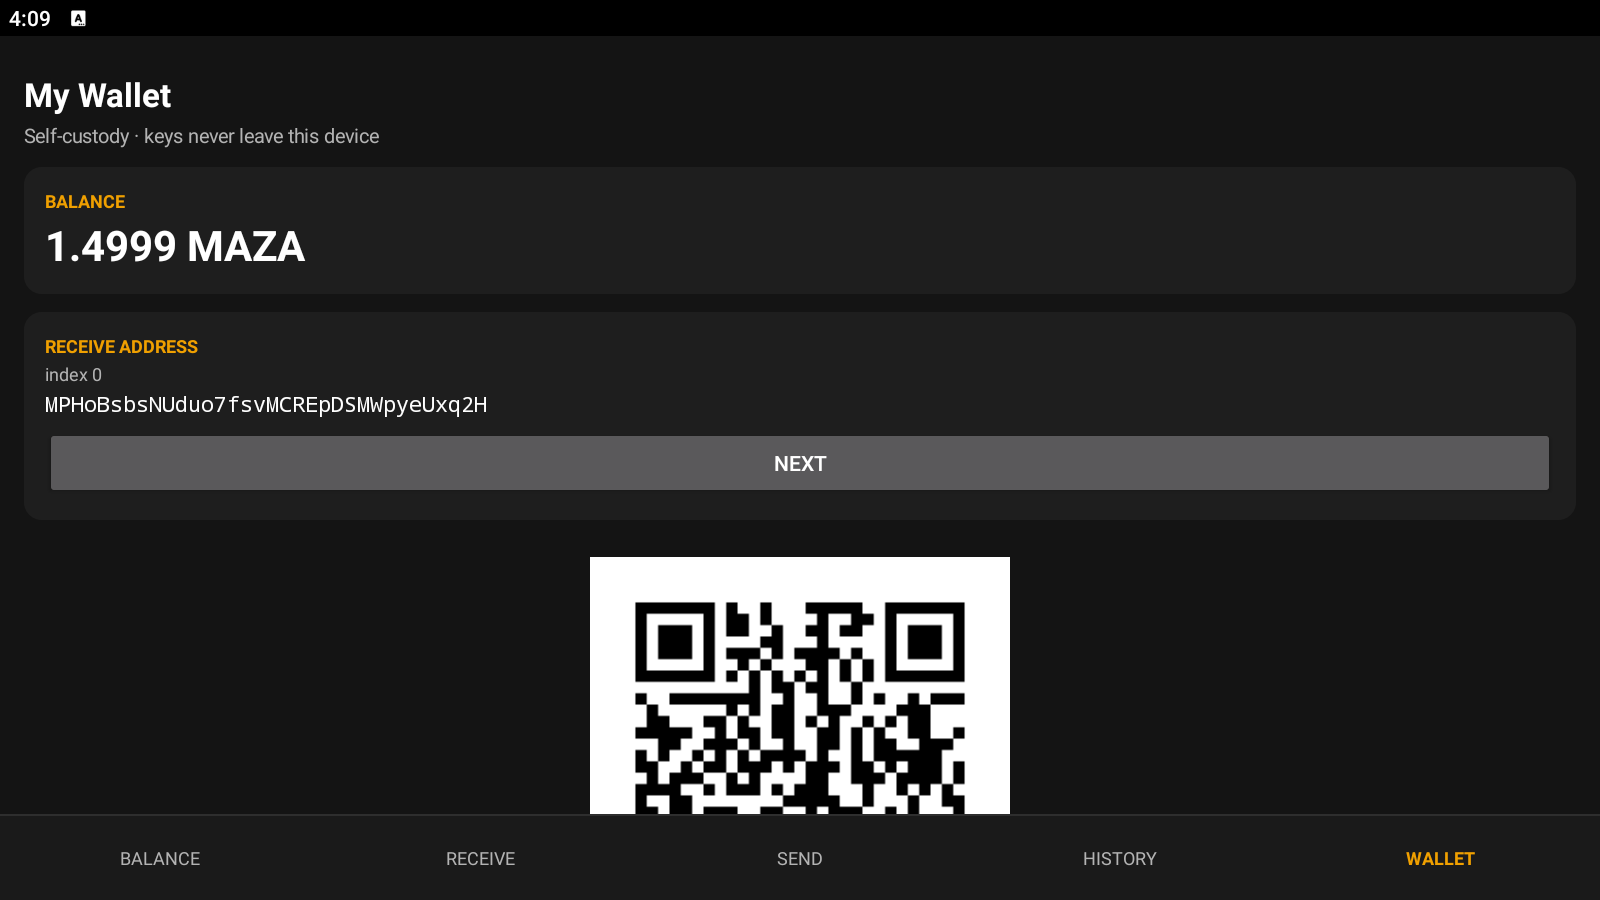 4:09
A
My Wallet
Self-custody · keys never leave this device
BALANCE
1.4999 MAZA
RECEIVE ADDRESS
index 0
MPHoBsbsNUduo7fsvMCREpDSMWpyeUxq2H
NEXT
BALANCE RECEIVE SEND HISTORY WALLET